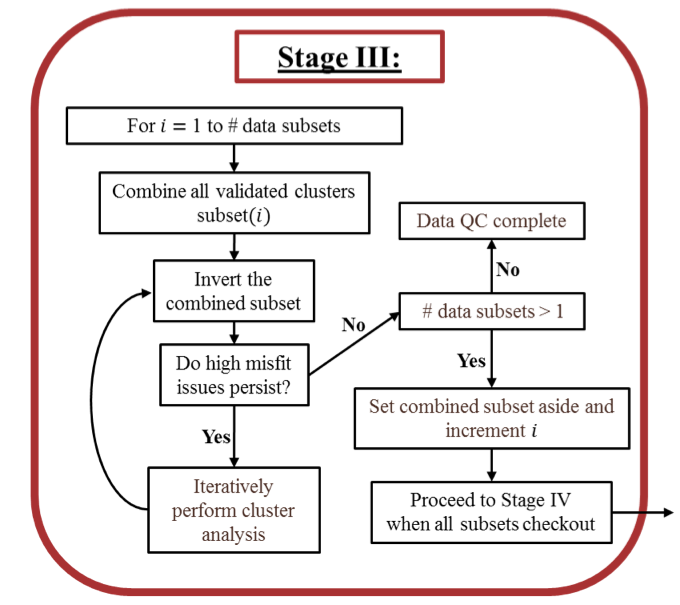 Stage III:
For i = 1 to # data subsets
Combine all validated clusters
subset(i)
Invert the
combined subset
Do high misfit
issues persist?
Yes
Iteratively
perform cluster
analysis
No
Data QC complete
No
# data subsets > 1
Yes
Set combined subset aside and
increment i
Proceed to Stage IV
when all subsets checkout